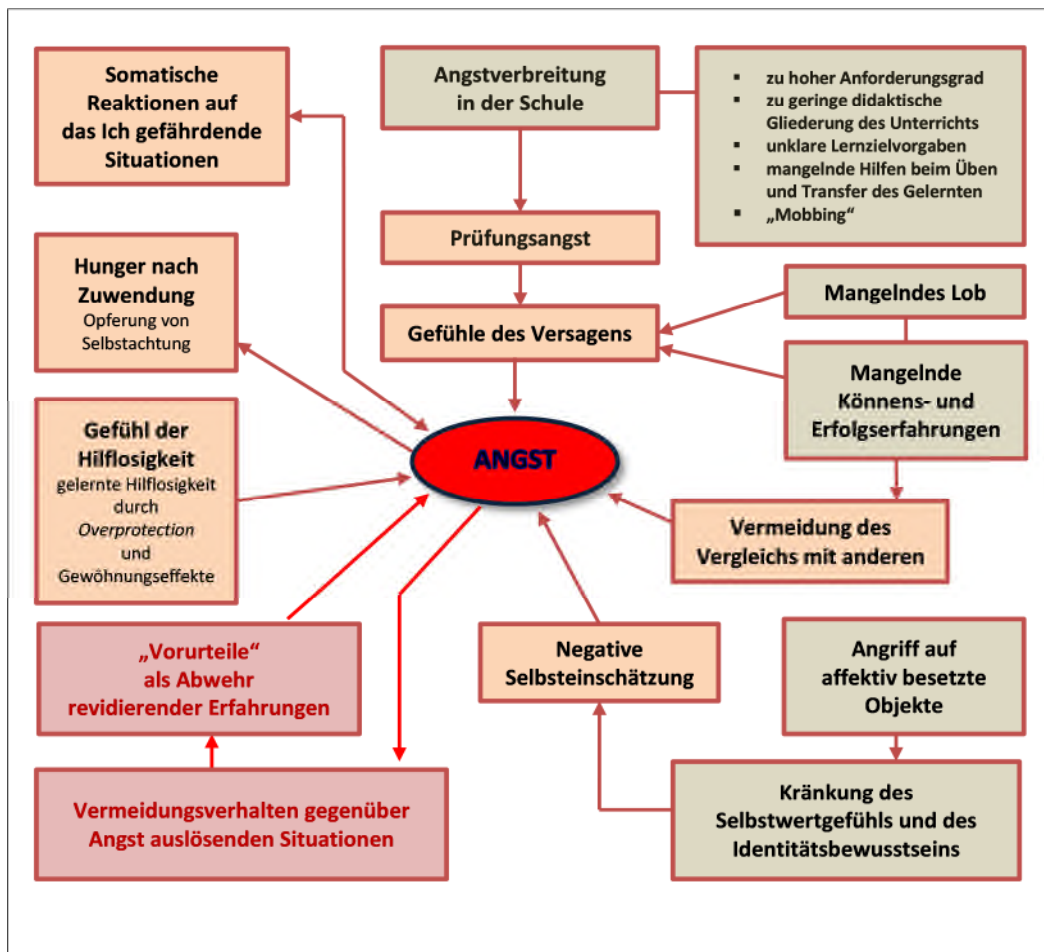 Somatische
Reaktionen auf
das Ich gefährdende
Situationen
Angstverbreitung
in der Schule
▪ zu hoher Anforderungsgrad
▪ zu geringe didaktische
Gliederung des Unterrichts
▪ unklare Lernzielvorgaben
▪ mangelnde Hilfen beim Üben
und Transfer des Gelernten
▪ „Mobbing“
Prüfungsangst
Hunger nach
Zuwendung
Opferung von
Selbstachtung
Gefühle des Versagens
Mangelndes Lob
Mangelnde
Könnens- und
Erfolgserfahrungen
Gefühl der
Hilflosigkeit
gelernte Hilflosigkeit
durch
Overprotection
und
Gewöhnungseffekte
ANGST
Vermeidung des
Vergleichs mit anderen
„Vorurteile“
als Abwehr
revidierender Erfahrungen
Negative
Selbsteinschätzung
Angriff auf
affektiv besetzte
Objekte
Vermeidungsverhalten gegenüber
Angst auslösenden Situationen
Kränkung des
Selbstwertgefühls und des
Identitätsbewusstseins